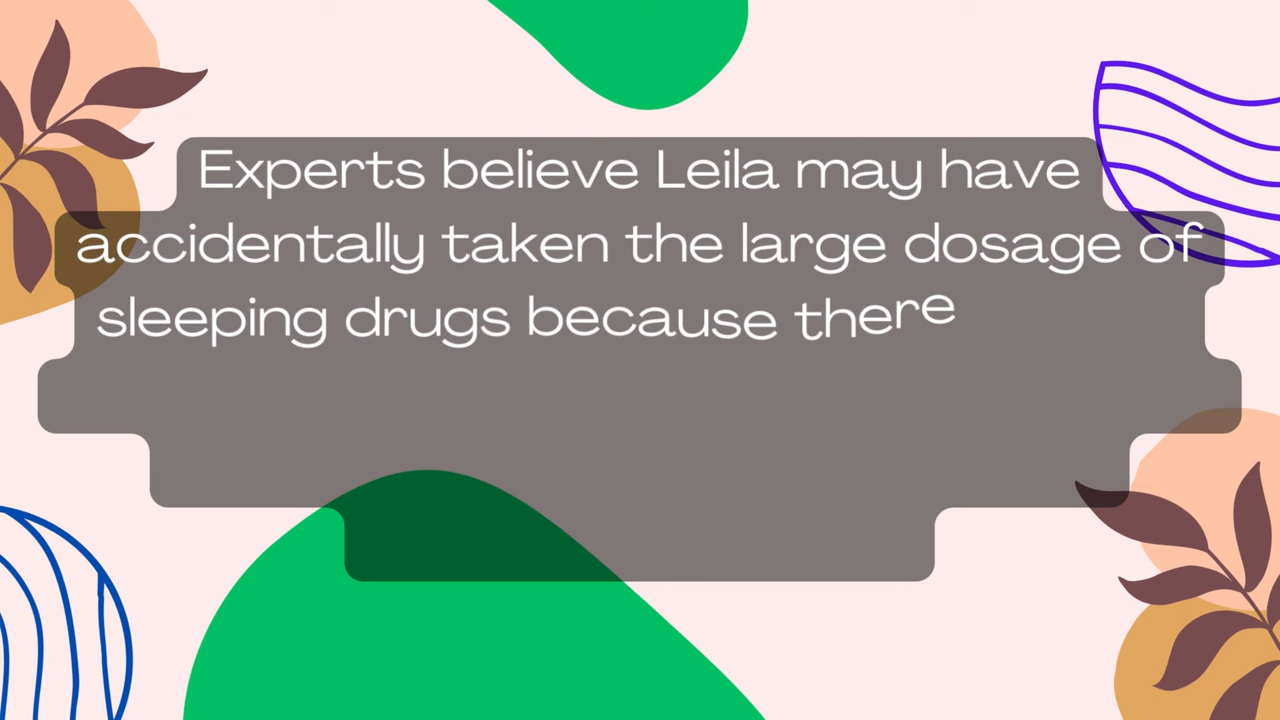 Experts believe Leila may have
accidentally taken the large dosage of
sleeping drugs because there